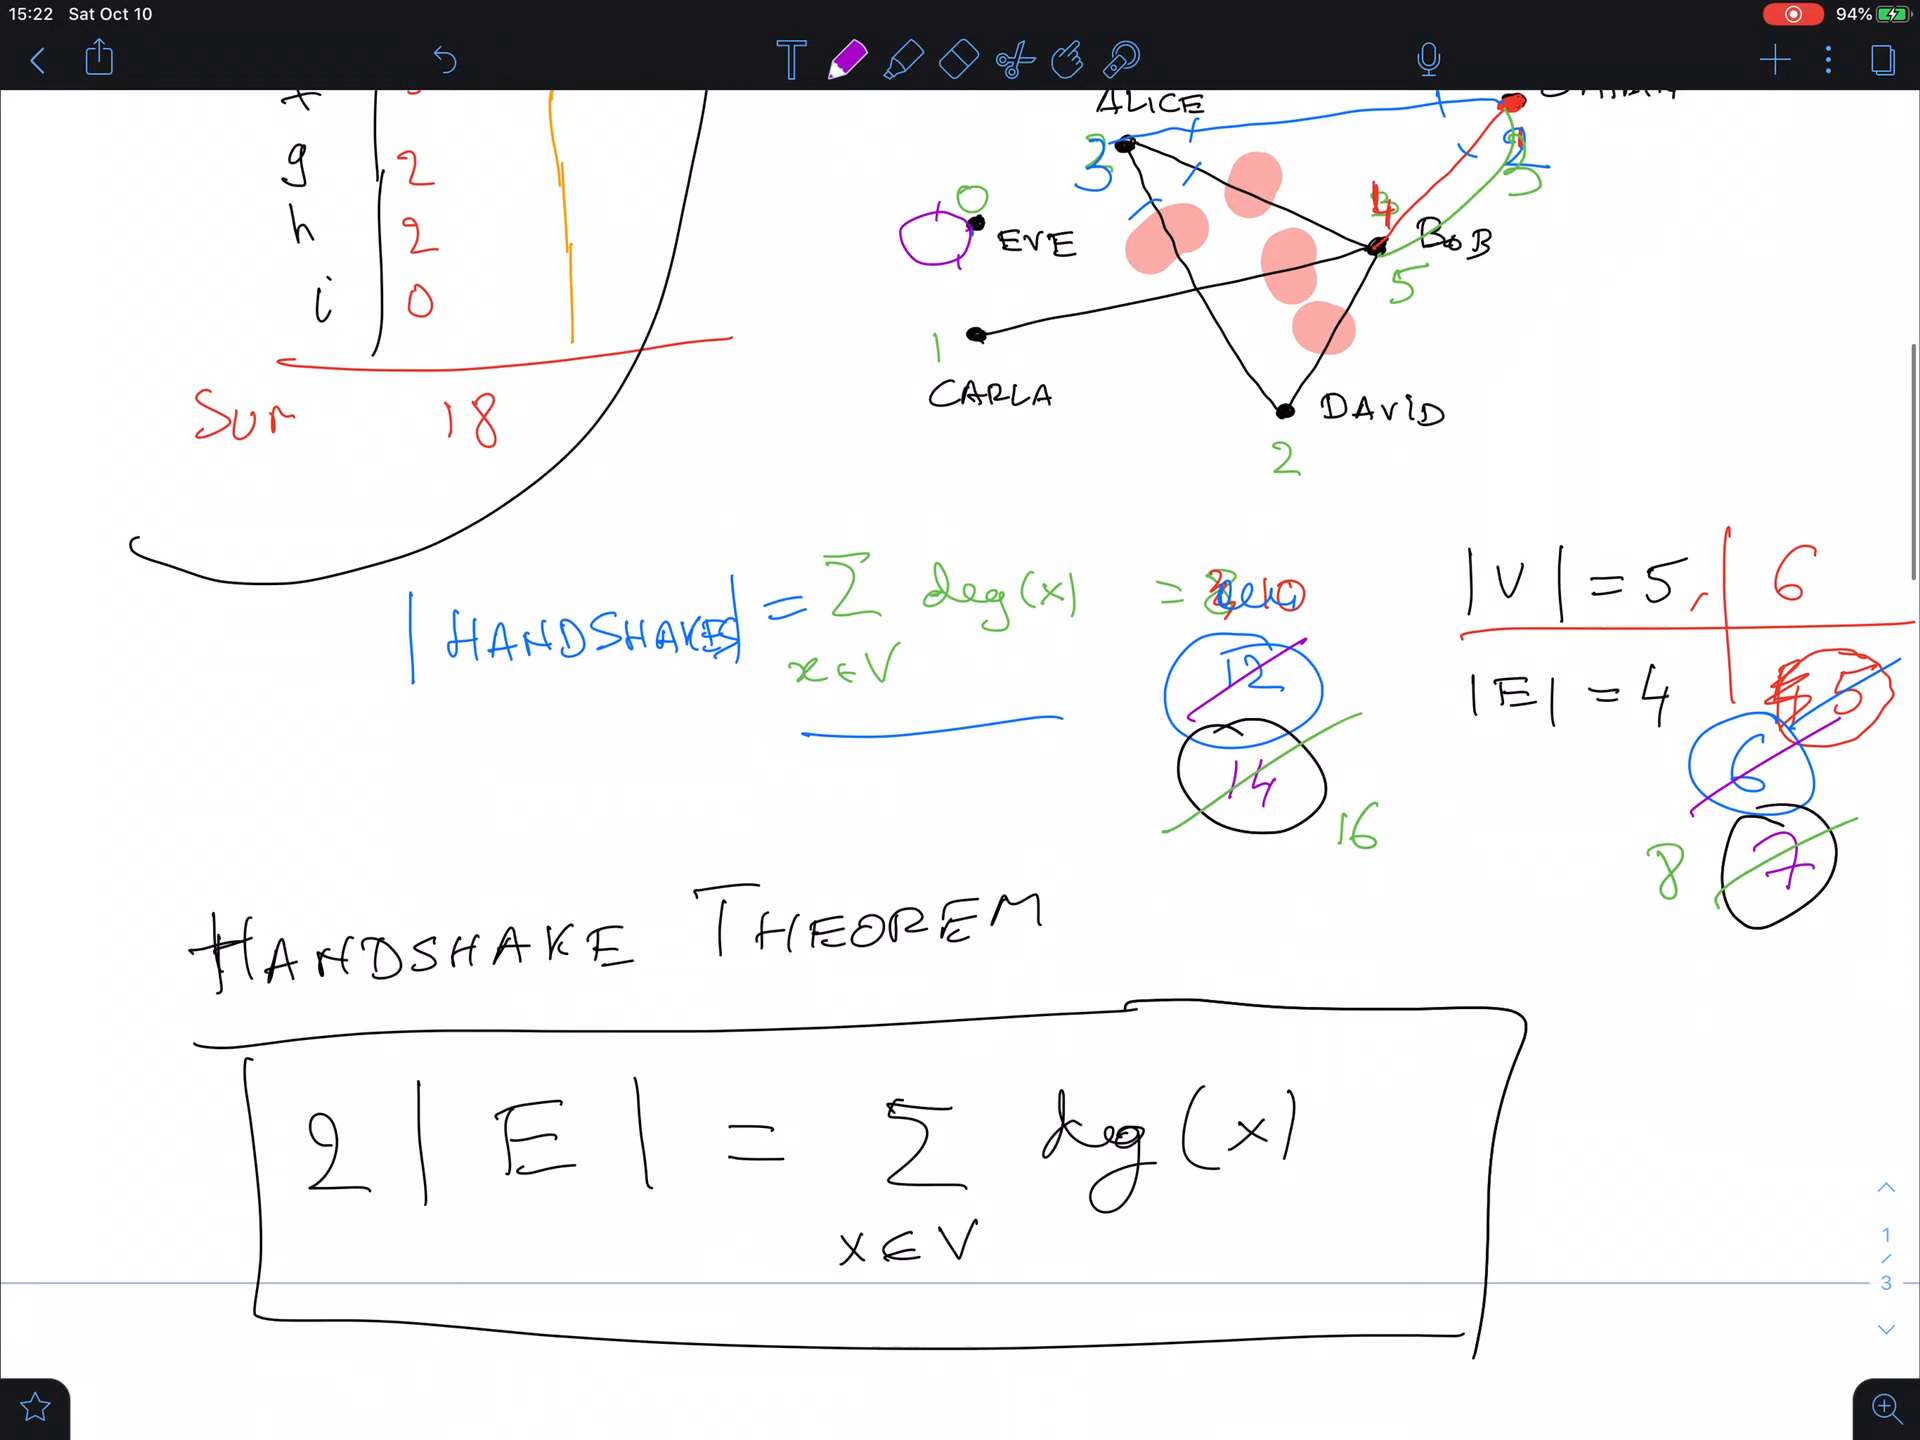 15:22 Sat Oct 10
94%
T
g 2
h 2
i 0
Sum 18
ALICE
3
0
EVE
4
BOB
5
1
CARLA
DAVID
2
|HANDSHAKES| = Σ deg(x) =
x∈V
12
14
16
|V| = 5, 6
|E| = 4 5
6
8 7
HANDSHAKE THEOREM
2|E| = Σ deg(x)
x∈V
1
/
3